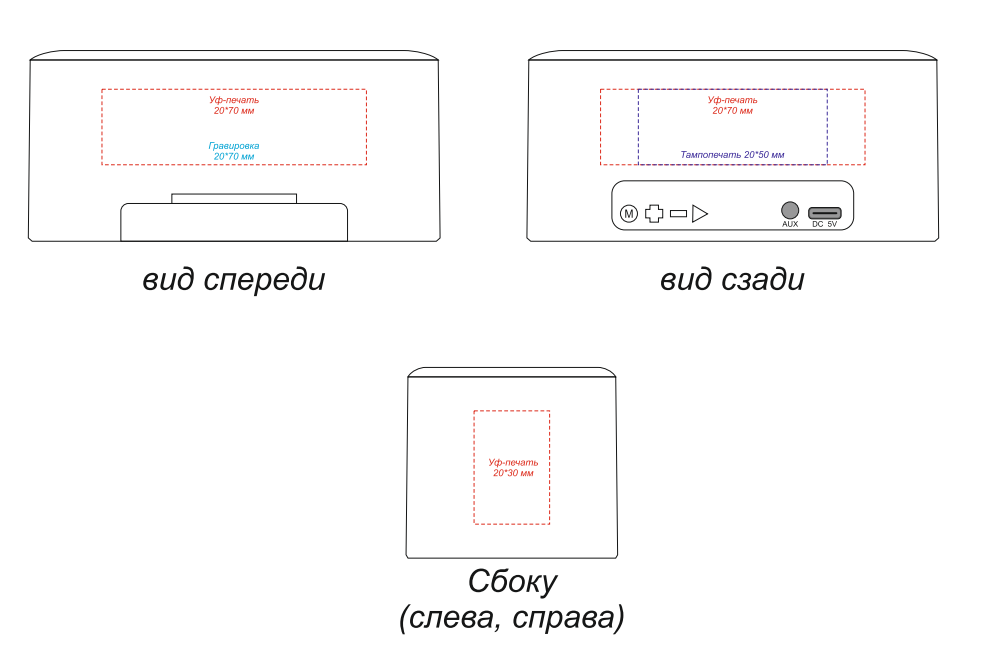 Уф-печать
20*70 мм
Гравировка
20*70 мм
вид спереди
Уф-печать
20*70 мм
Тампопечать 20*50 мм
M
AUX
DC 5V
вид сзади
Уф-печать
20*30 мм
Сбоку
(слева, справа)